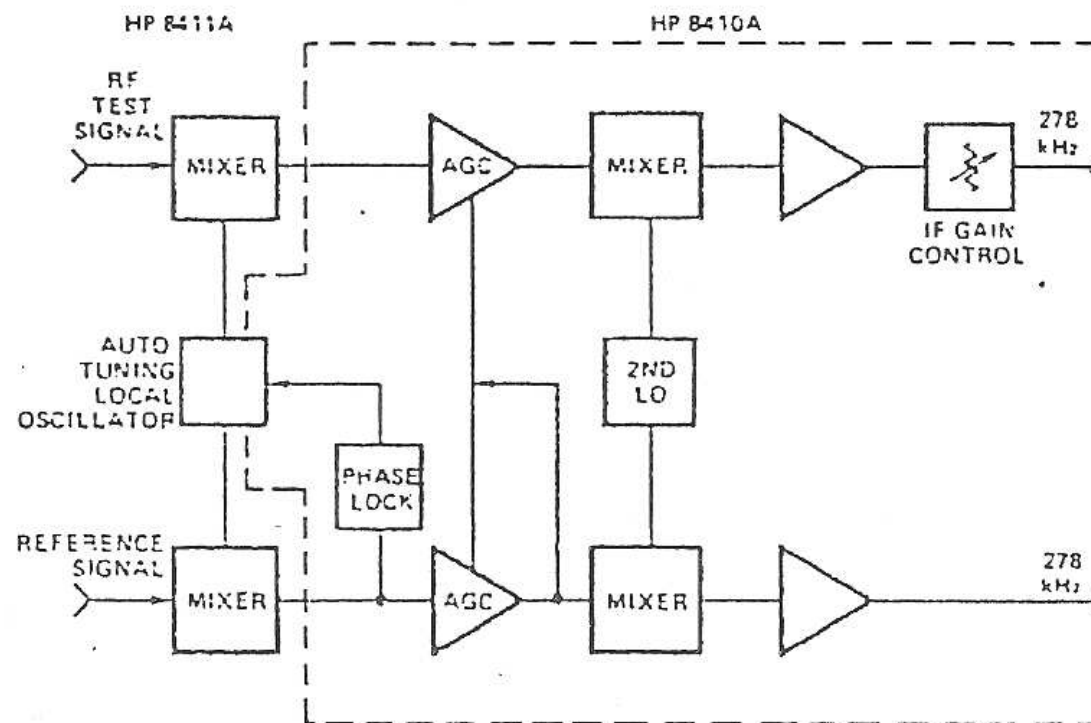 HP 8411A
HP 8410A
RF
TEST
SIGNAL
MIXER
AGC
MIXER
278
kHz
IF GAIN
CONTROL
AUTO
TUNING
LOCAL
OSCILLATOR
2ND
LO
PHASE
LOCK
REFERENCE
SIGNAL
MIXER
AGC
MIXER
278
kHz